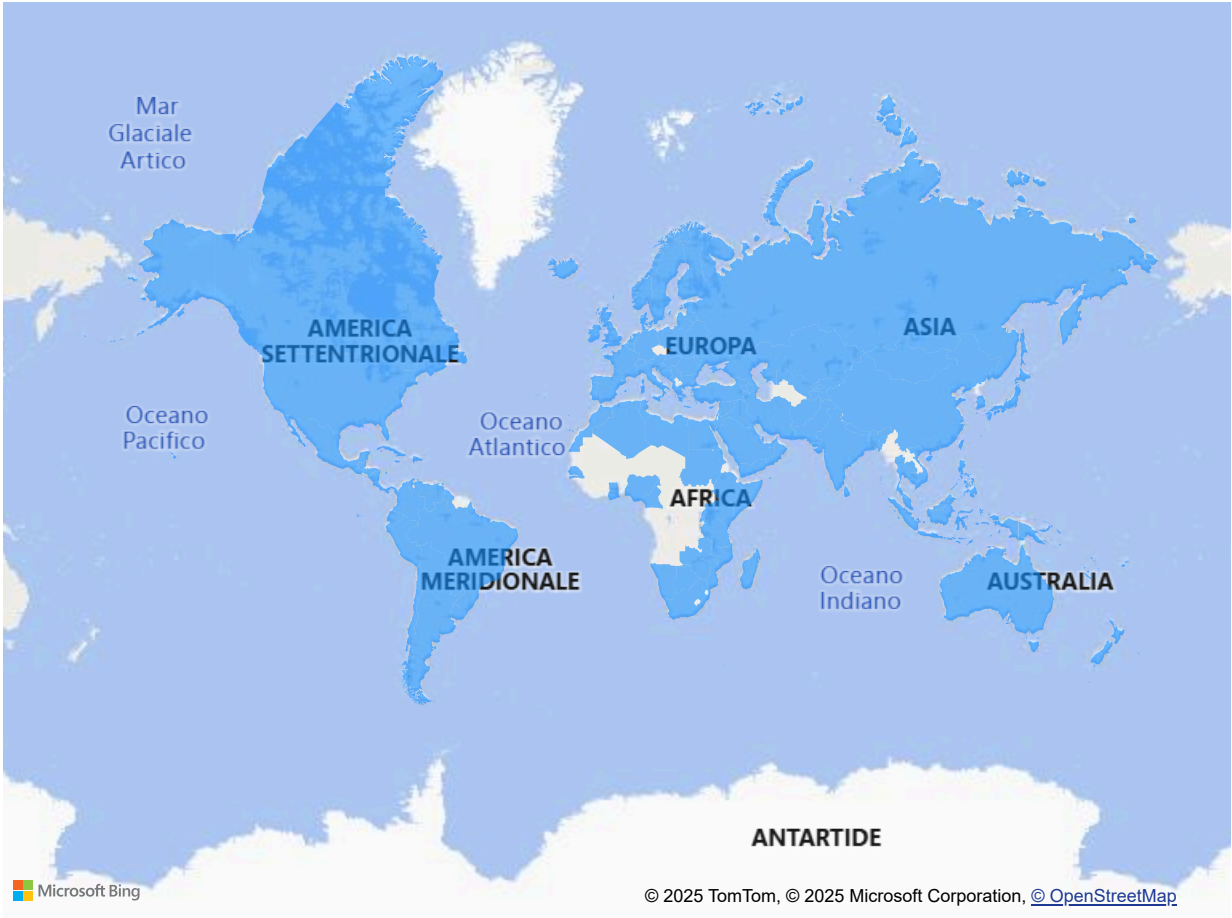 Mar
Glaciale
Artico
AMERICA
SETTENTRIONALE
EUROPA
ASIA
Oceano
Pacifico
Oceano
Atlantico
AFRICA
AMERICA
MERIDIONALE
Oceano
Indiano
AUSTRALIA
ANTARTIDE
Microsoft Bing
© 2025 TomTom, © 2025 Microsoft Corporation, © OpenStreetMap